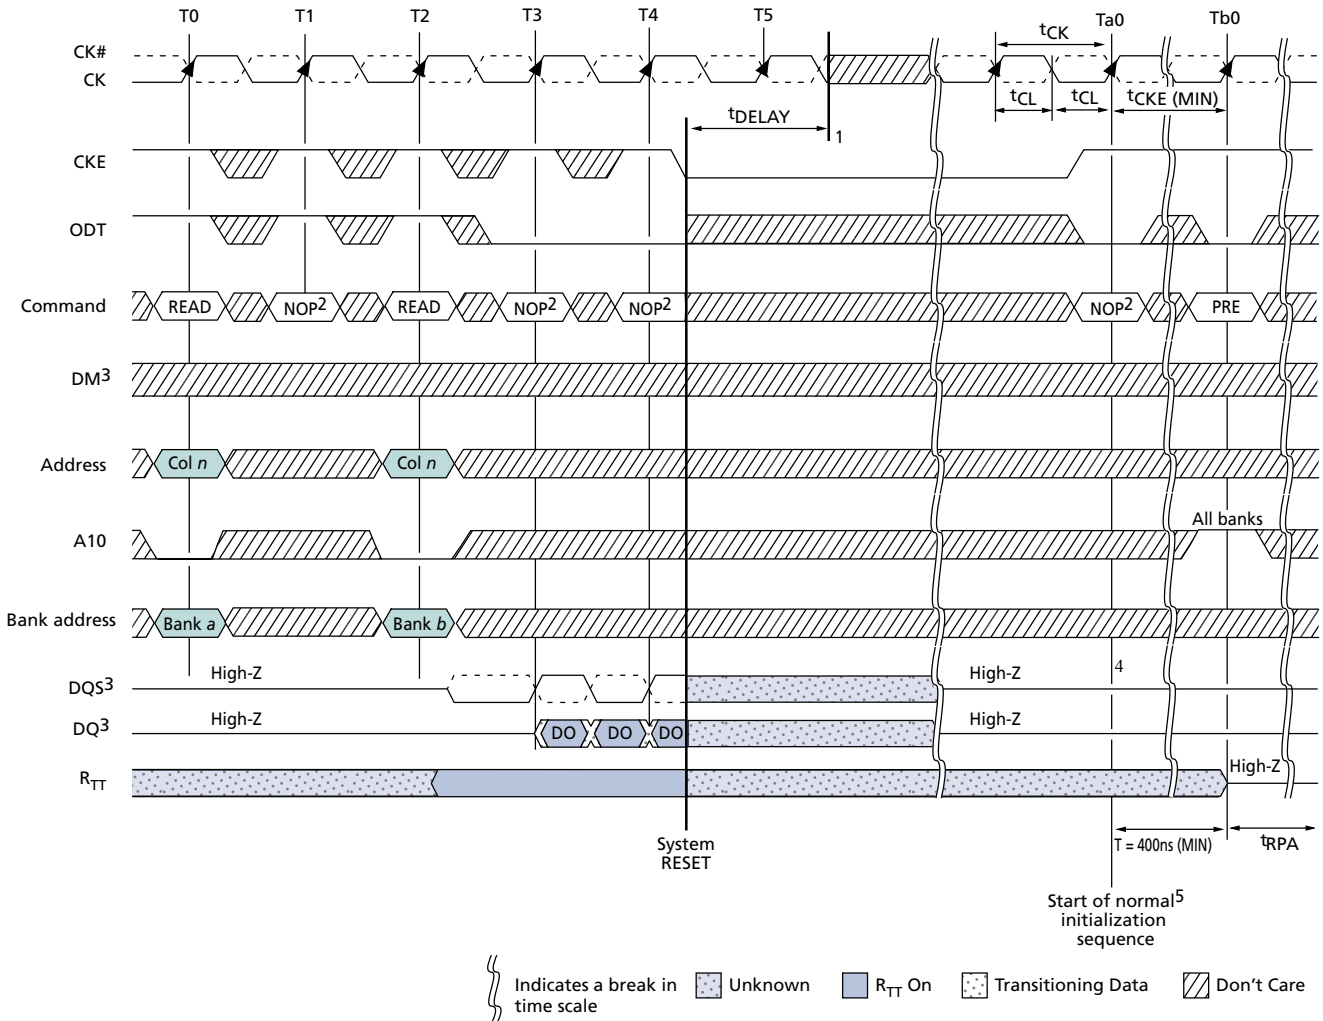 T0 T1 T2 T3 T4 T5 Ta0 Tb0
CK#
CK
tCK
tCL tCL tCKE (MIN)
tDELAY
1
CKE
ODT
Command READ NOP2 READ NOP2 NOP2 NOP2 PRE
DM3
Address Col n Col n
All banks
A10
Bank address Bank a Bank b
DQS3 High-Z High-Z 4
DQ3 High-Z DO DO DO High-Z
RTT High-Z
System
RESET
T = 400ns (MIN) tRPA
Start of normal5
initialization
sequence
Indicates a break in
time scale
Unknown RTT On Transitioning Data Don't Care